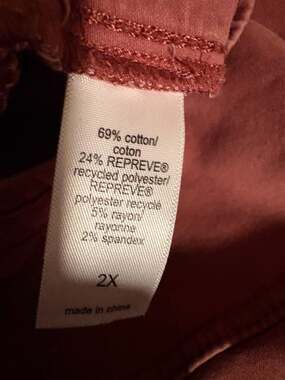 69% cotton/
coton
24% REPREVE®
recycled polyester/
REPREVE®
polyester recyclé
5% rayon/
rayonne
2% spandex
2X
made in china